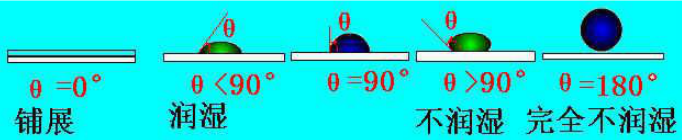 θ θ θ
θ =0° θ <90° θ=90° θ >90° θ=180°
铺展 润湿 不润湿 完全不润湿